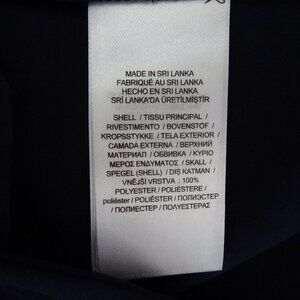 MADE IN SRI LANKA
FABRIQUÉ AU SRI LANKA
HECHO EN SRI LANKA
SRİ LANKA'DA ÜRETİLMİŞTİR
SHELL / TISSU PRINCIPAL /
RIVESTIMENTO / BOVENSTOF /
KROPSSTYKKE / TELA EXTERIOR /
CAMADA EXTERNA / ВЕРХНИЙ
МАТЕРИАЛ / ОБВИВКА / ΚΥΡΙΟ
ΜΕΡΟΣ ΕΝΔΥΜΑΤΟΣ / SKALL /
SPEGEL (SHELL) / DIŞ KATMAN /
VNĚJŠÍ VRSTVA : 100%
POLYESTER / POLIESTERE /
poliéster / POLIÉSTER / ПОЛИЭСТЕР
/ ПОЛИЕСТЕР / ΠΟΛΥΕΣΤΕΡΑΣ